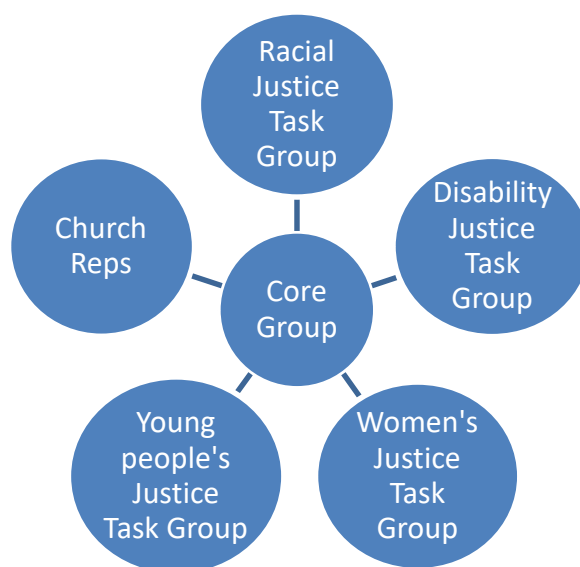 Racial
Justice
Task
Group
Disability
Justice
Task
Group
Women's
Justice
Task
Group
Young
people's
Justice
Task Group
Church
Reps
Core
Group